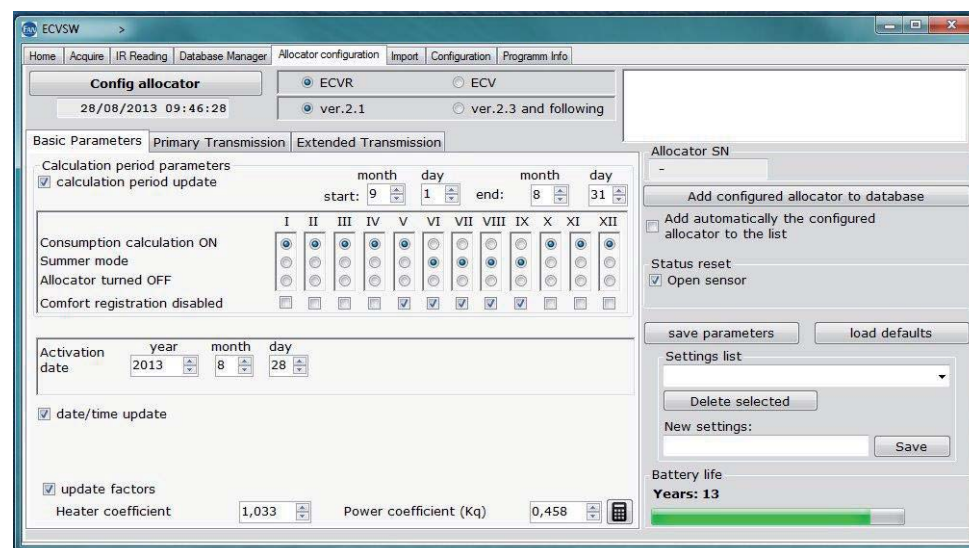 ECVSW >
Home Acquire IR Reading Database Manager Allocator configuration Import Configuration Programm Info
Config allocator
28/08/2013 09:46:28
ECVR ECV
ver.2.1 ver.2.3 and following
Basic Parameters Primary Transmission Extended Transmission
Calculation period parameters
calculation period update
month day month day
start: 9 1 end: 8 31
I II III IV V VI VII VIII IX X XI XII
Consumption calculation ON
Summer mode
Allocator turned OFF
Comfort registration disabled
year month day
Activation date 2013 8 28
date/time update
update factors
Heater coefficient 1,033 Power coefficient (Kq) 0,458
Allocator SN
-
Add configured allocator to database
Add automatically the configured
allocator to the list
Status reset
Open sensor
save parameters load defaults
Settings list
Delete selected
New settings:
Save
Battery life
Years: 13